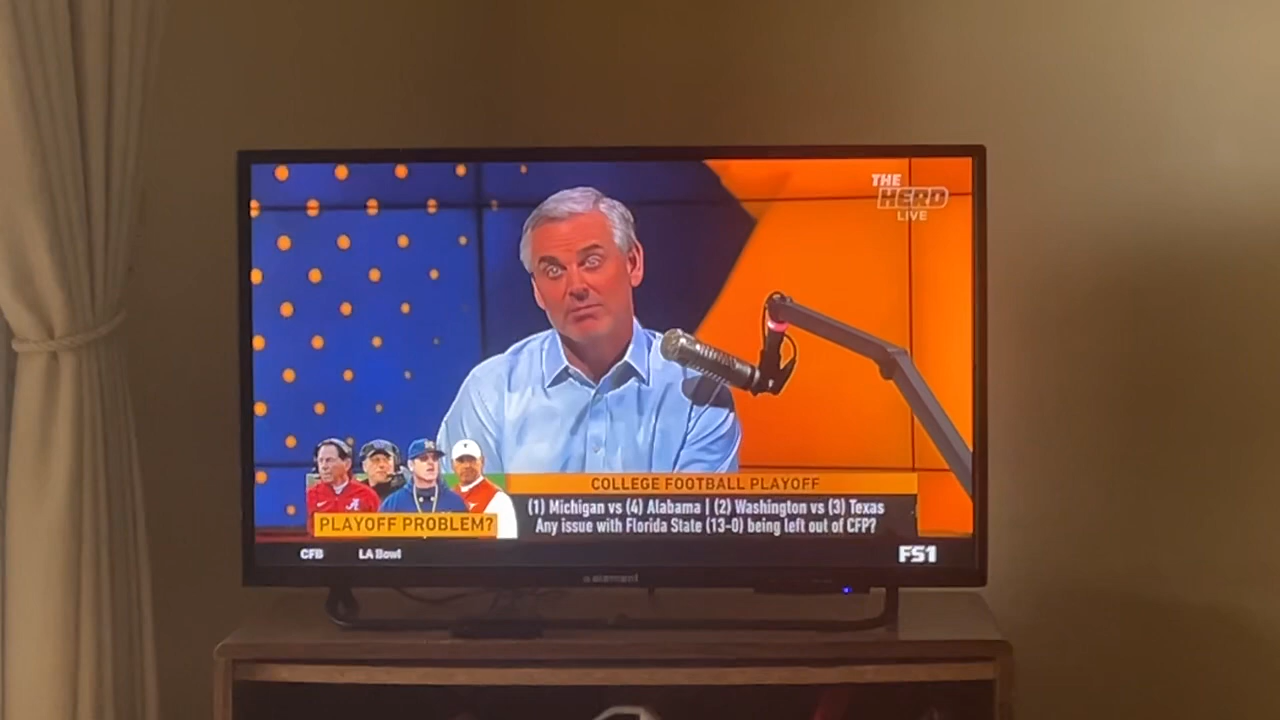 THE
HERD
LIVE
COLLEGE FOOTBALL PLAYOFF
(1) Michigan vs (4) Alabama | (2) Washington vs (3) Texas
PLAYOFF PROBLEM?
Any issue with Florida State (13-0) being left out of CFP?
CFB LA Bowl
FS1
element